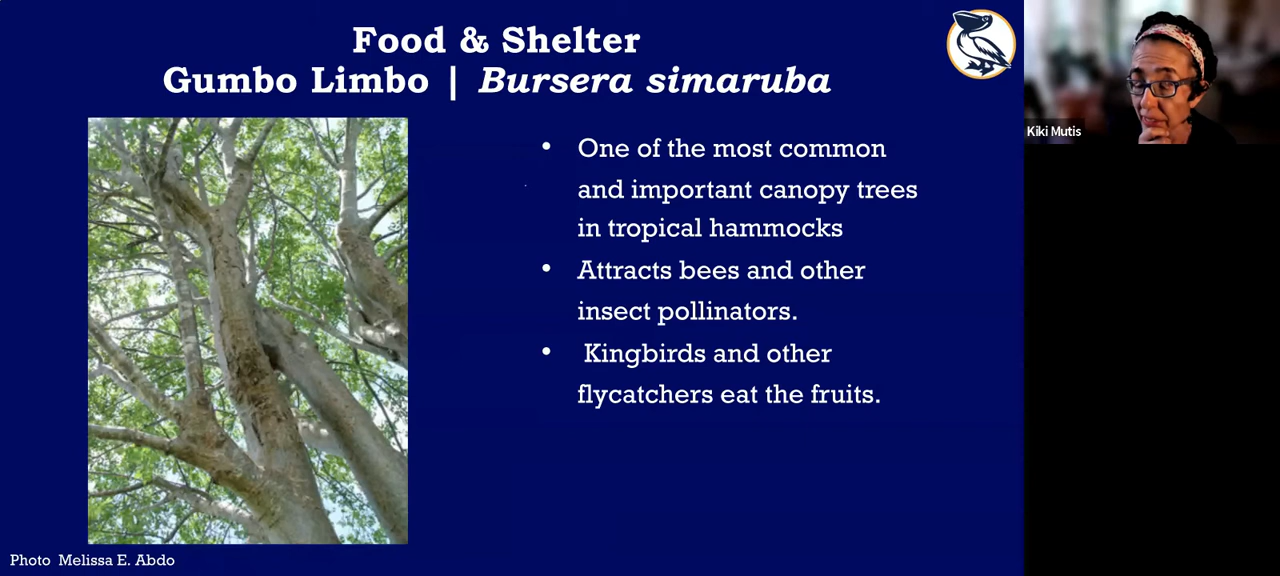 Food & Shelter
Gumbo Limbo | Bursera simaruba
• One of the most common
and important canopy trees
in tropical hammocks
• Attracts bees and other
insect pollinators.
• Kingbirds and other
flycatchers eat the fruits.
Photo Melissa E. Abdo
Kiki Mutis